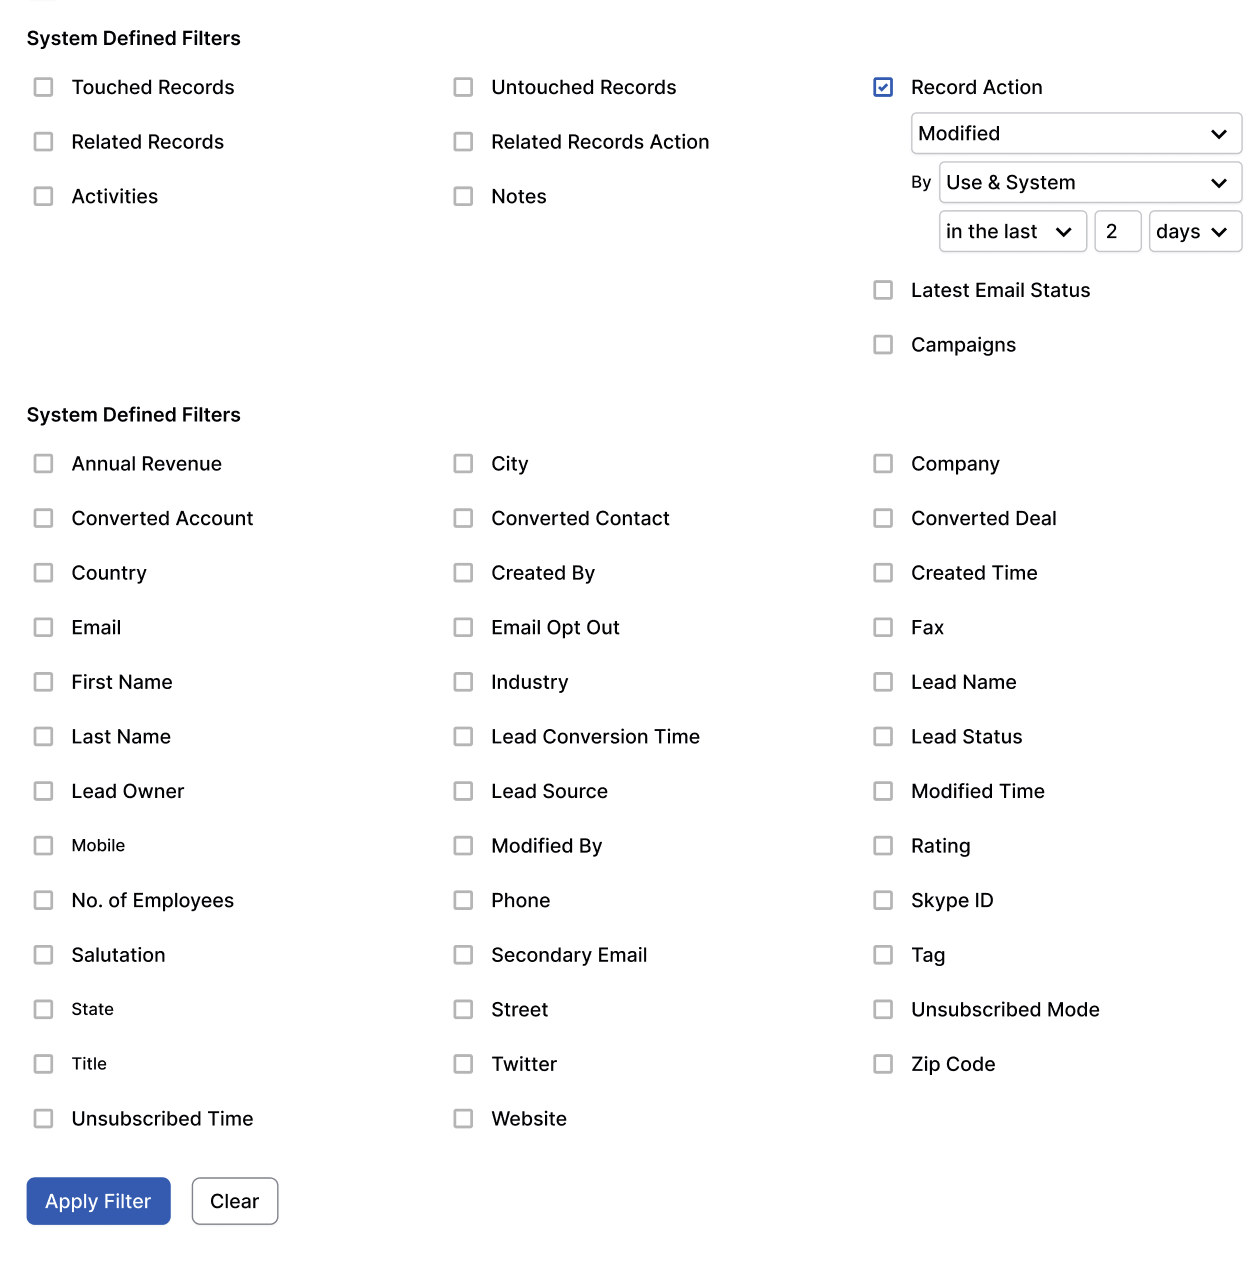 System Defined Filters
Touched Records
Untouched Records
Record Action
Modified
Related Records
Related Records Action
By Use & System
Activities
Notes
in the last 2 days
Latest Email Status
Campaigns
System Defined Filters
Annual Revenue
City
Company
Converted Account
Converted Contact
Converted Deal
Country
Created By
Created Time
Email
Email Opt Out
Fax
First Name
Industry
Lead Name
Last Name
Lead Conversion Time
Lead Status
Lead Owner
Lead Source
Modified Time
Mobile
Modified By
Rating
No. of Employees
Phone
Skype ID
Salutation
Secondary Email
Tag
State
Street
Unsubscribed Mode
Title
Twitter
Zip Code
Unsubscribed Time
Website
Apply Filter
Clear